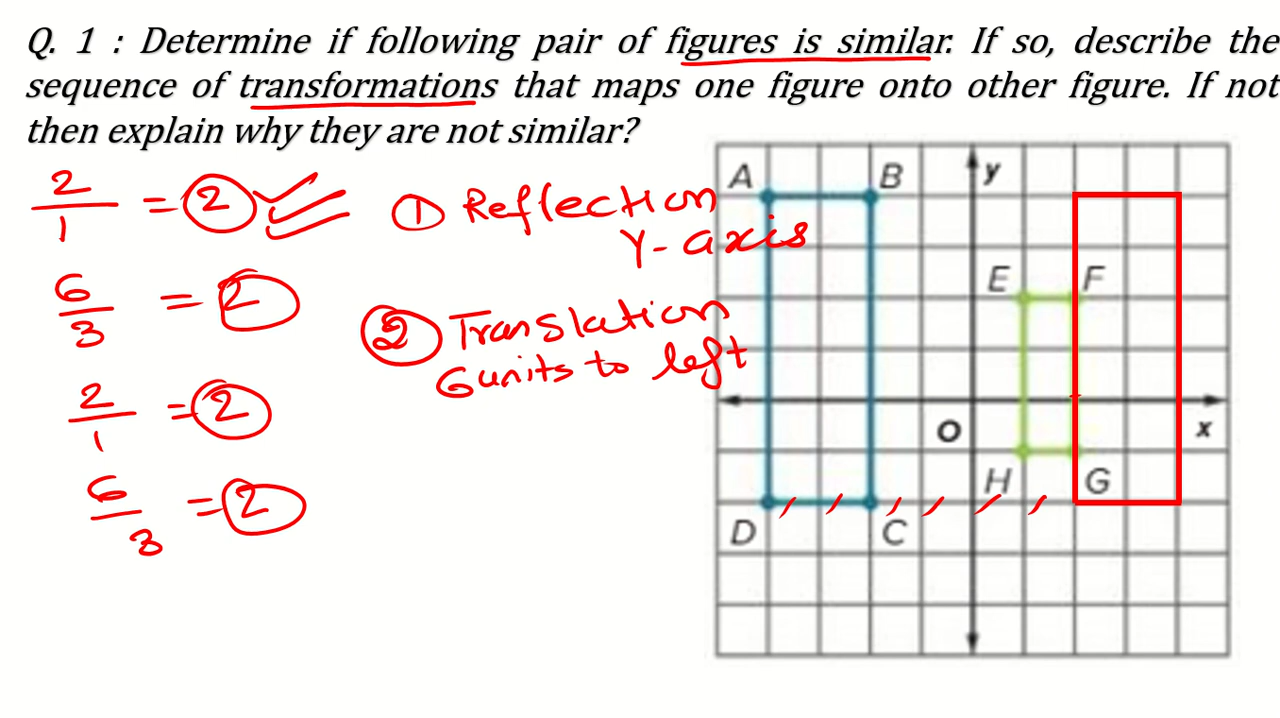 Q. 1 : Determine if following pair of figures is similar. If so, describe the
sequence of transformations that maps one figure onto other figure. If not
then explain why they are not similar?
2/1 = 2
6/3 = 2
2/1 = 2
6/3 = 2
① Reflection
Y-axis
② Translation
6 units to left
A B y
E F
O x
H G
D C